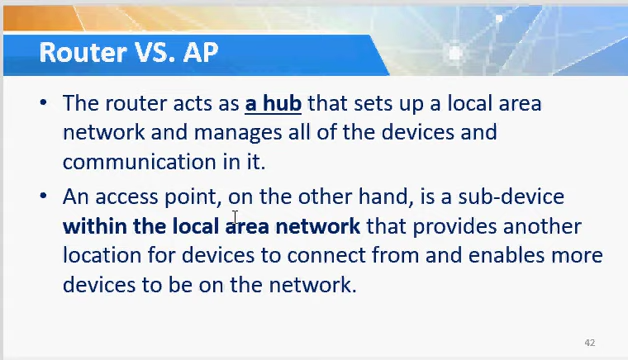 Router VS. AP
• The router acts as a hub that sets up a local area
network and manages all of the devices and
communication in it.
• An access point, on the other hand, is a sub-device
within the local area network that provides another
location for devices to connect from and enables more
devices to be on the network.
42